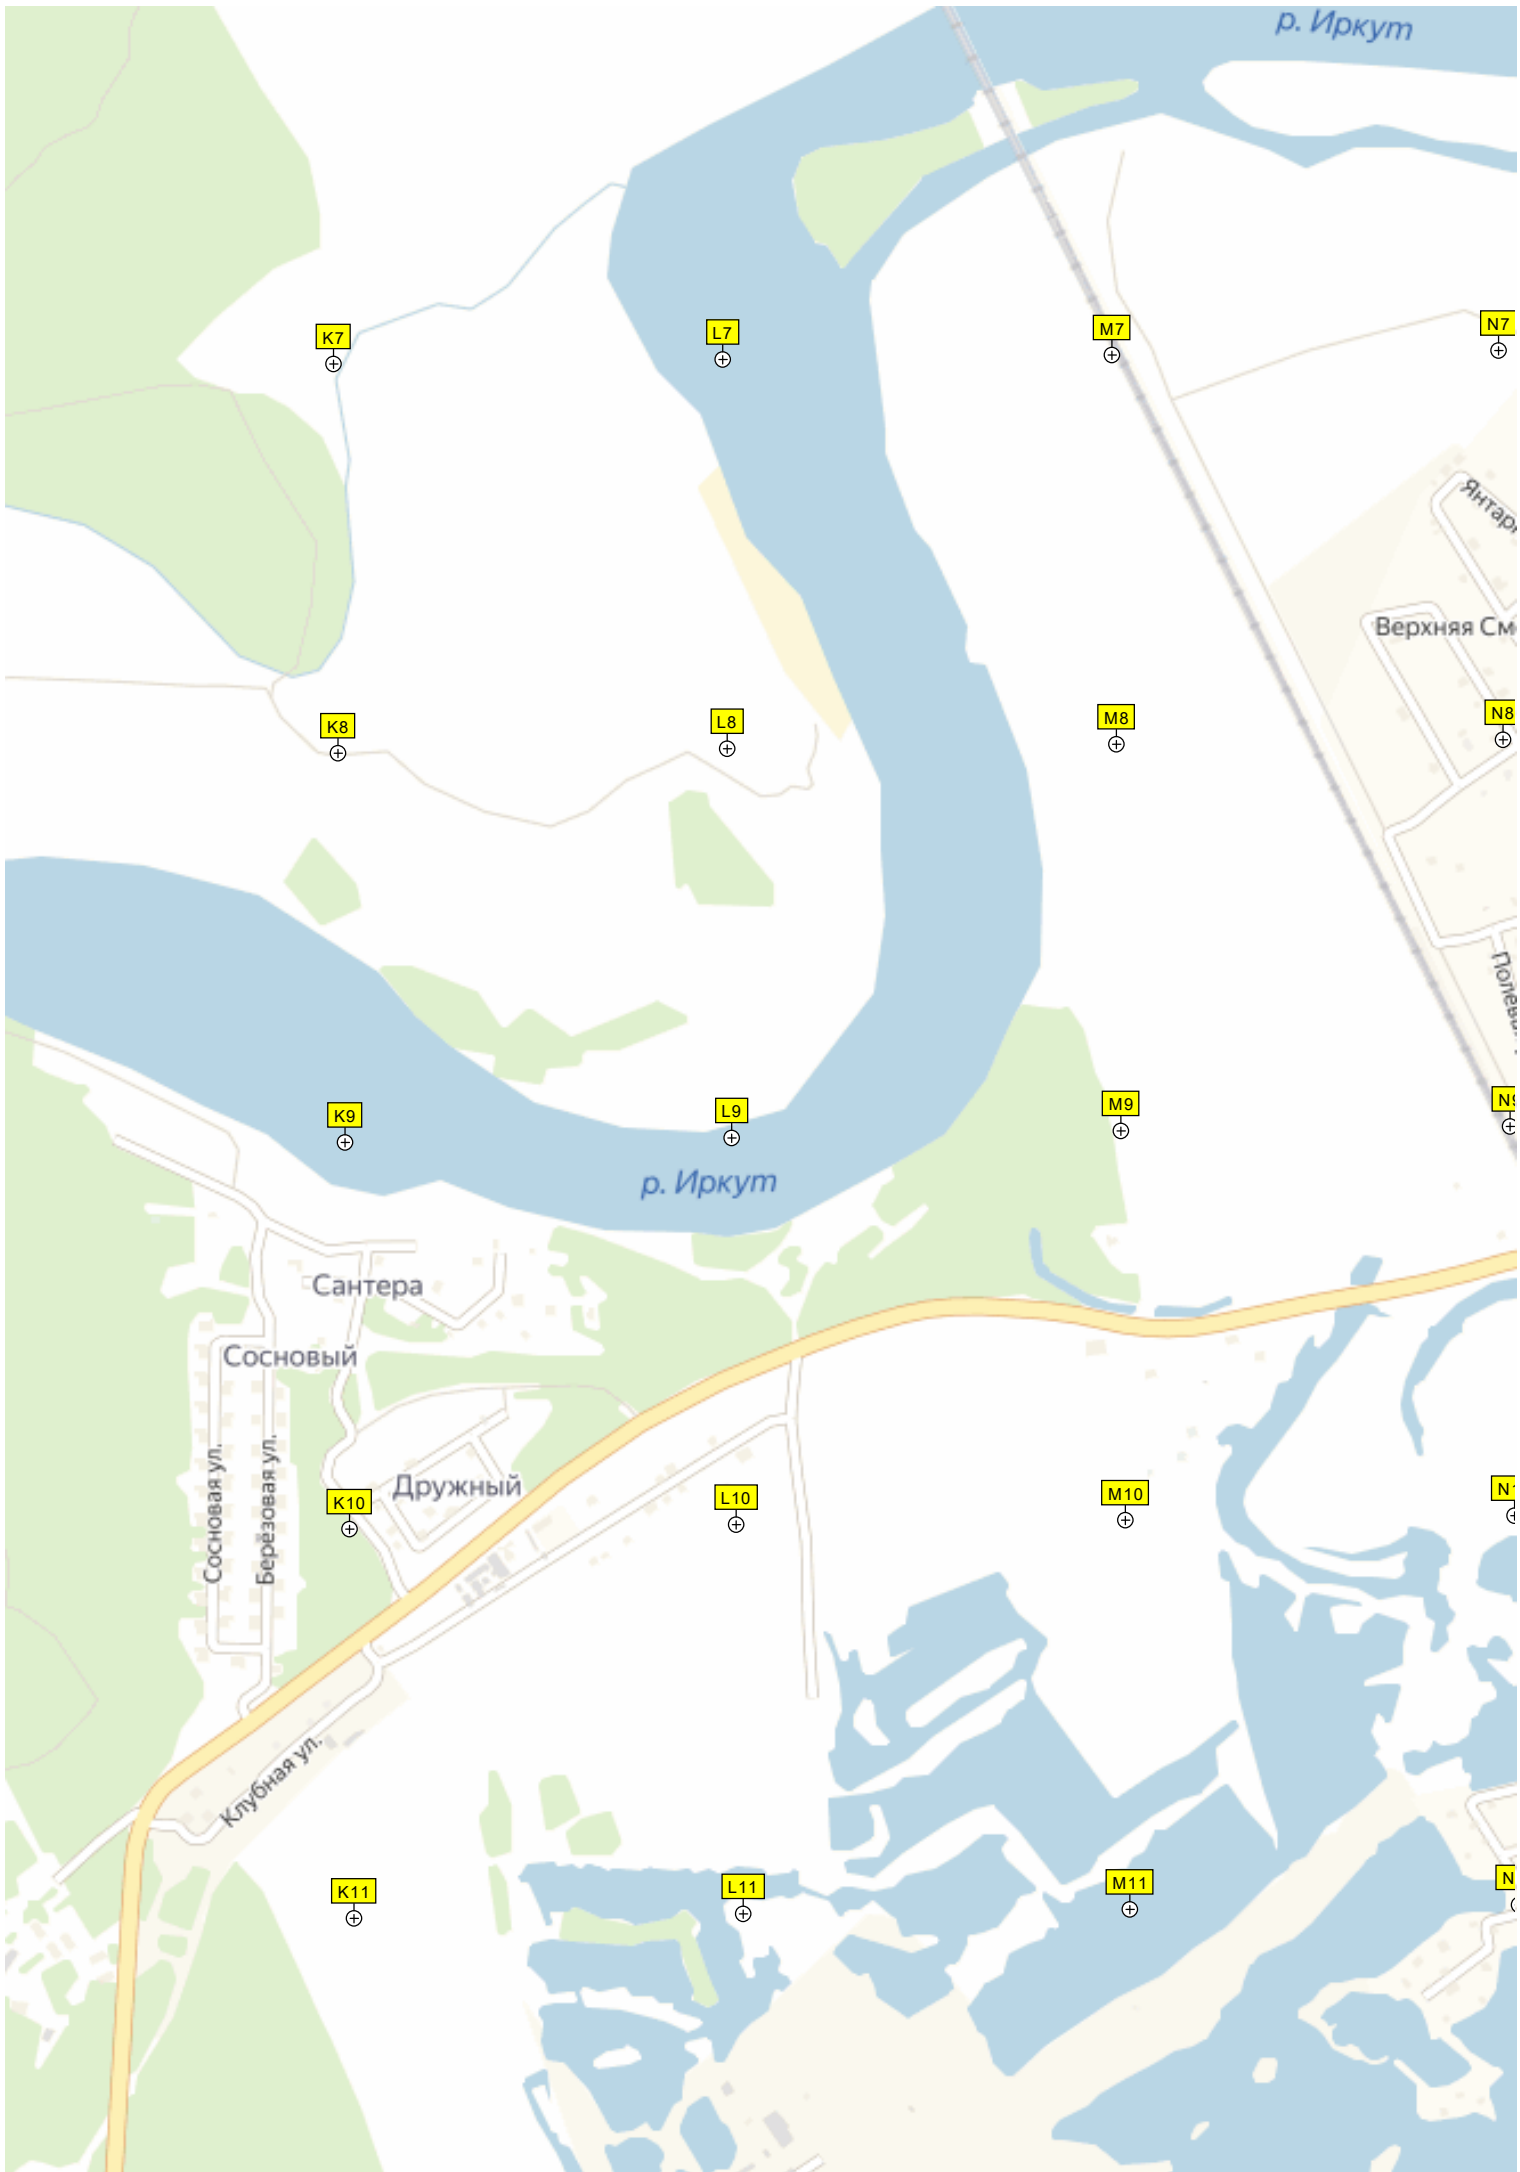 р. Иркут
K7
L7
M7
N7
Верхняя
K8
L8
M8
N8
K9
L9
M9
р. Иркут
Сантера
Сосновый
Сосновая ул.
Берёзовая ул.
Дружный
K10
L10
M10
Клубная ул.
K11
L11
M11